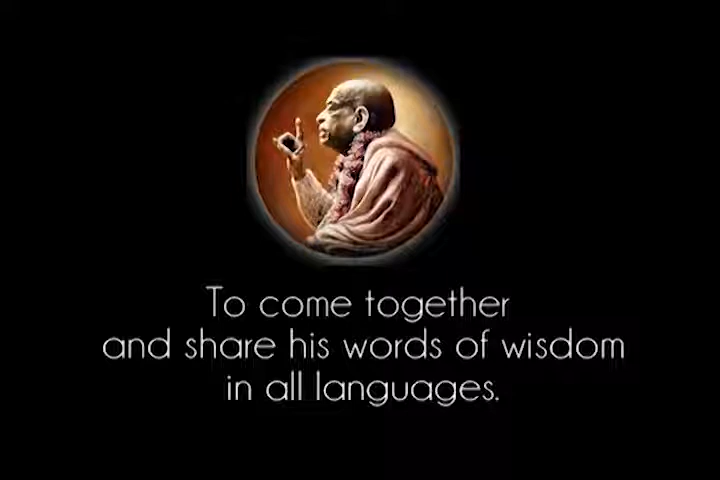 To come together
and share his words of wisdom
in all languages.